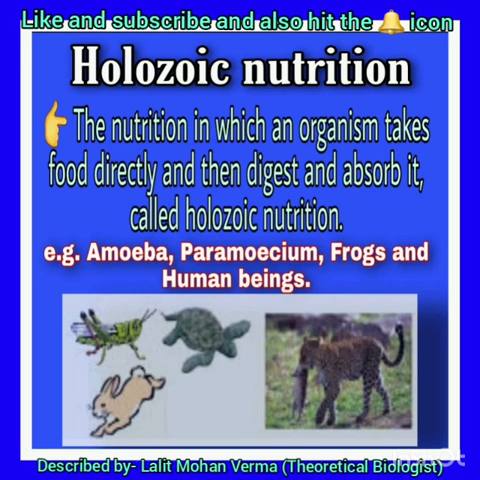 Like and subscribe and also hit the 🔔 icon
Holozoic nutrition
👉 The nutrition in which an organism takes
food directly and then digest and absorb it,
called holozoic nutrition.
e.g. Amoeba, Paramoecium, Frogs and
Human beings.
Described by- Lalit Mohan Verma (Theoretical Biologist)